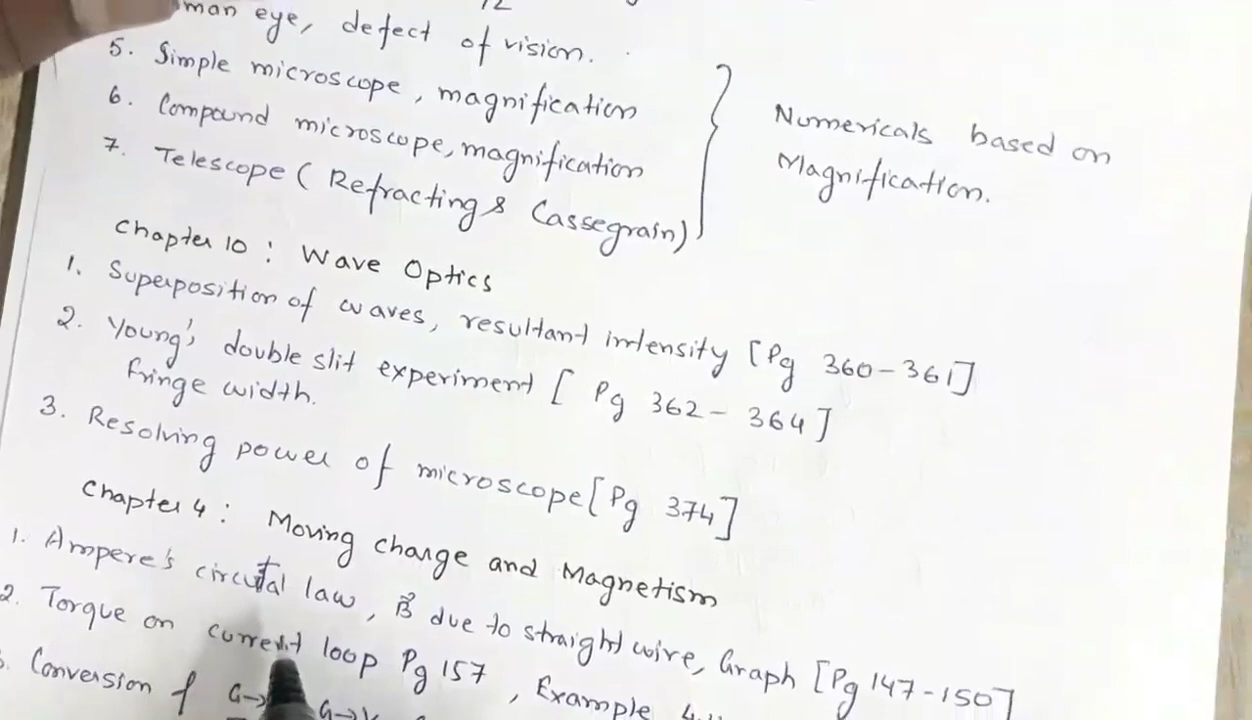 man eye, defect of vision.
5. Simple microscope, magnification
6. Compound microscope, magnification
7. Telescope (Refracting & Cassegrain)
Numericals based on
Magnification.
Chapter 10: Wave Optics
1. Superposition of waves, resultant intensity [Pg 360-361]
2. Young's double slit experiment [Pg 362-364]
fringe width.
3. Resolving power of microscope [Pg 374]
Chapter 4: Moving charge and Magnetism
1. Ampere's circuital law, B⃗ due to straight wire, Graph [Pg 147-150]
2. Torque on current loop Pg 157, Example 4.11
Conversion of G→